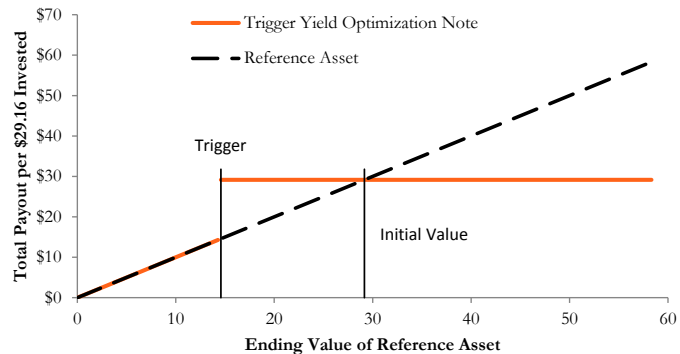 Trigger Yield Optimization Note
Reference Asset
Total Payout per $29.16 Invested
$70
$60
$50
$40
$30
$20
$10
$0
Trigger
Initial Value
0
10
20
30
40
50
60
Ending Value of Reference Asset